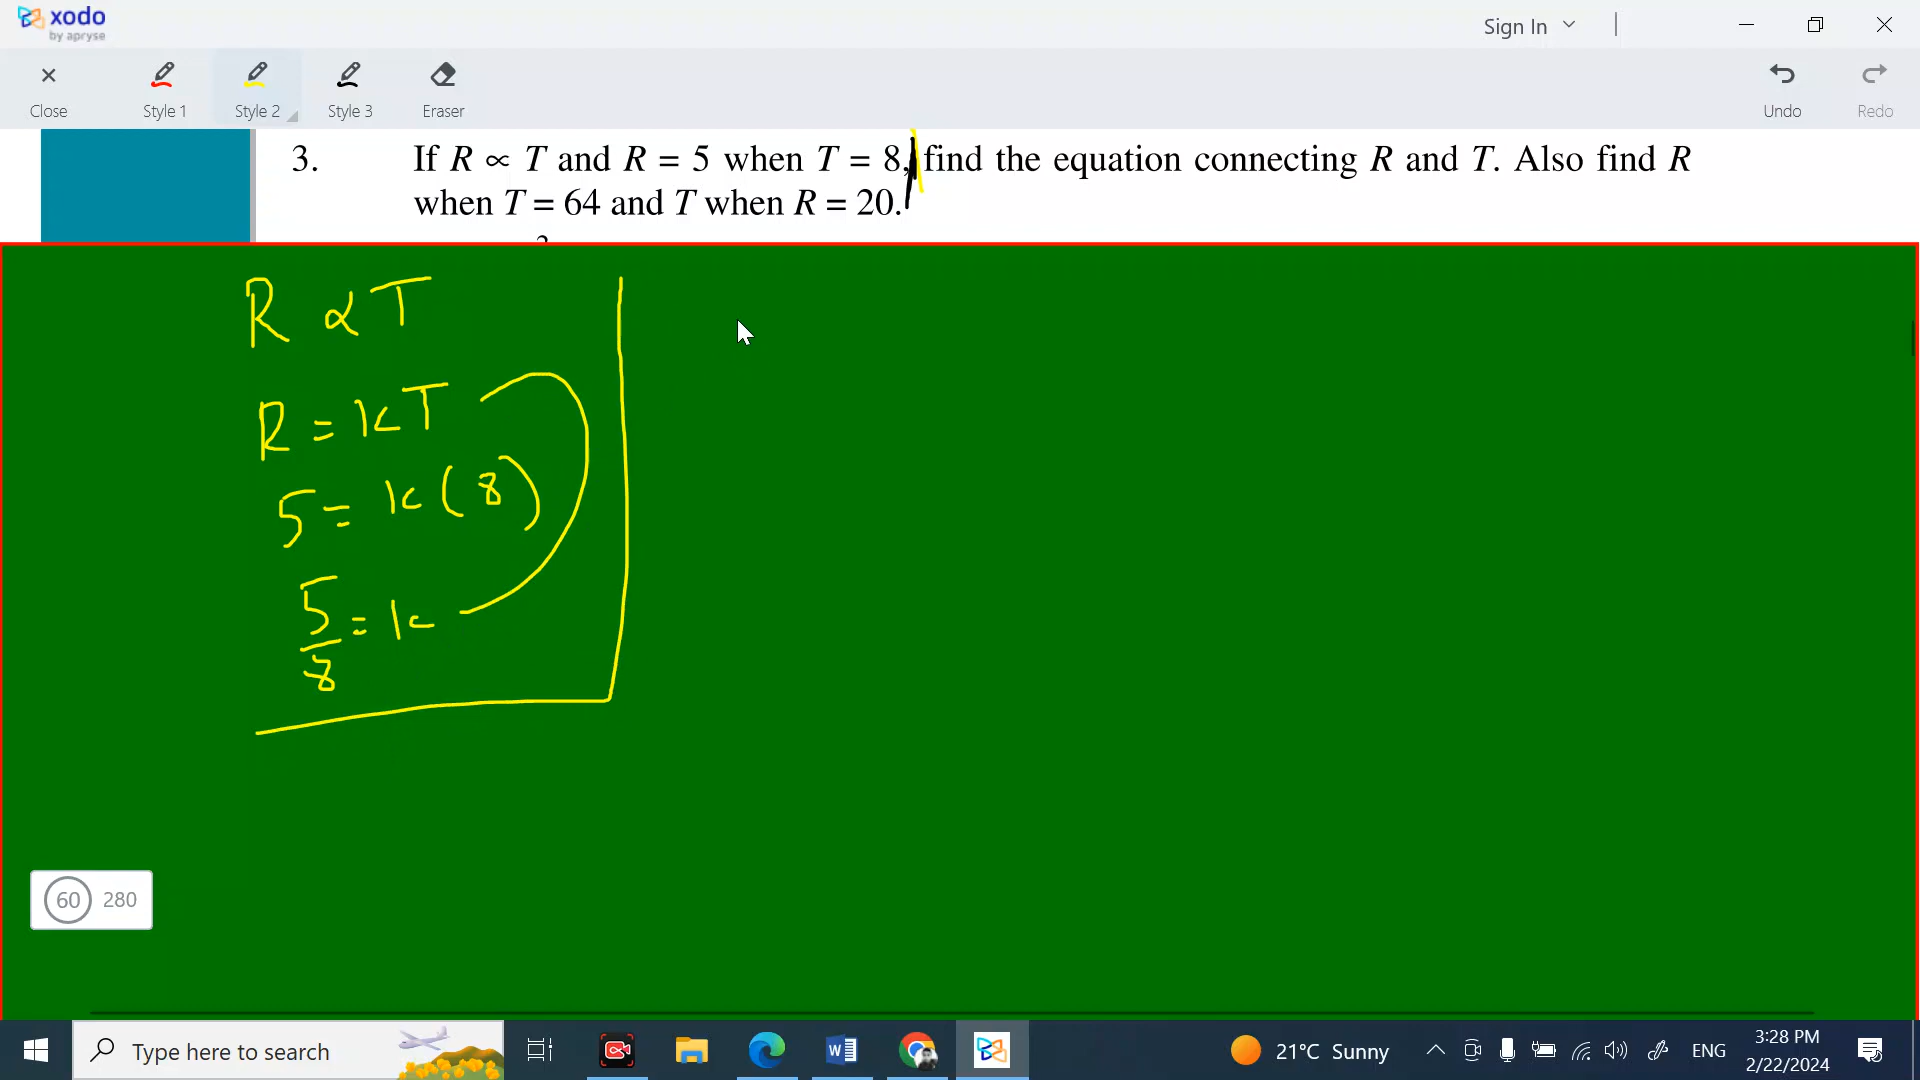 xodo
by apryse
Sign In
Close
Style 1
Style 2
Style 3
Eraser
Undo
Redo
3. If R ∝ T and R = 5 when T = 8, find the equation connecting R and T. Also find R
when T = 64 and T when R = 20.
2
R ∝ T
R = kT
5 = k(8)
5/8 = k
60 280
Type here to search
21°C Sunny
ENG
3:28 PM
2/22/2024